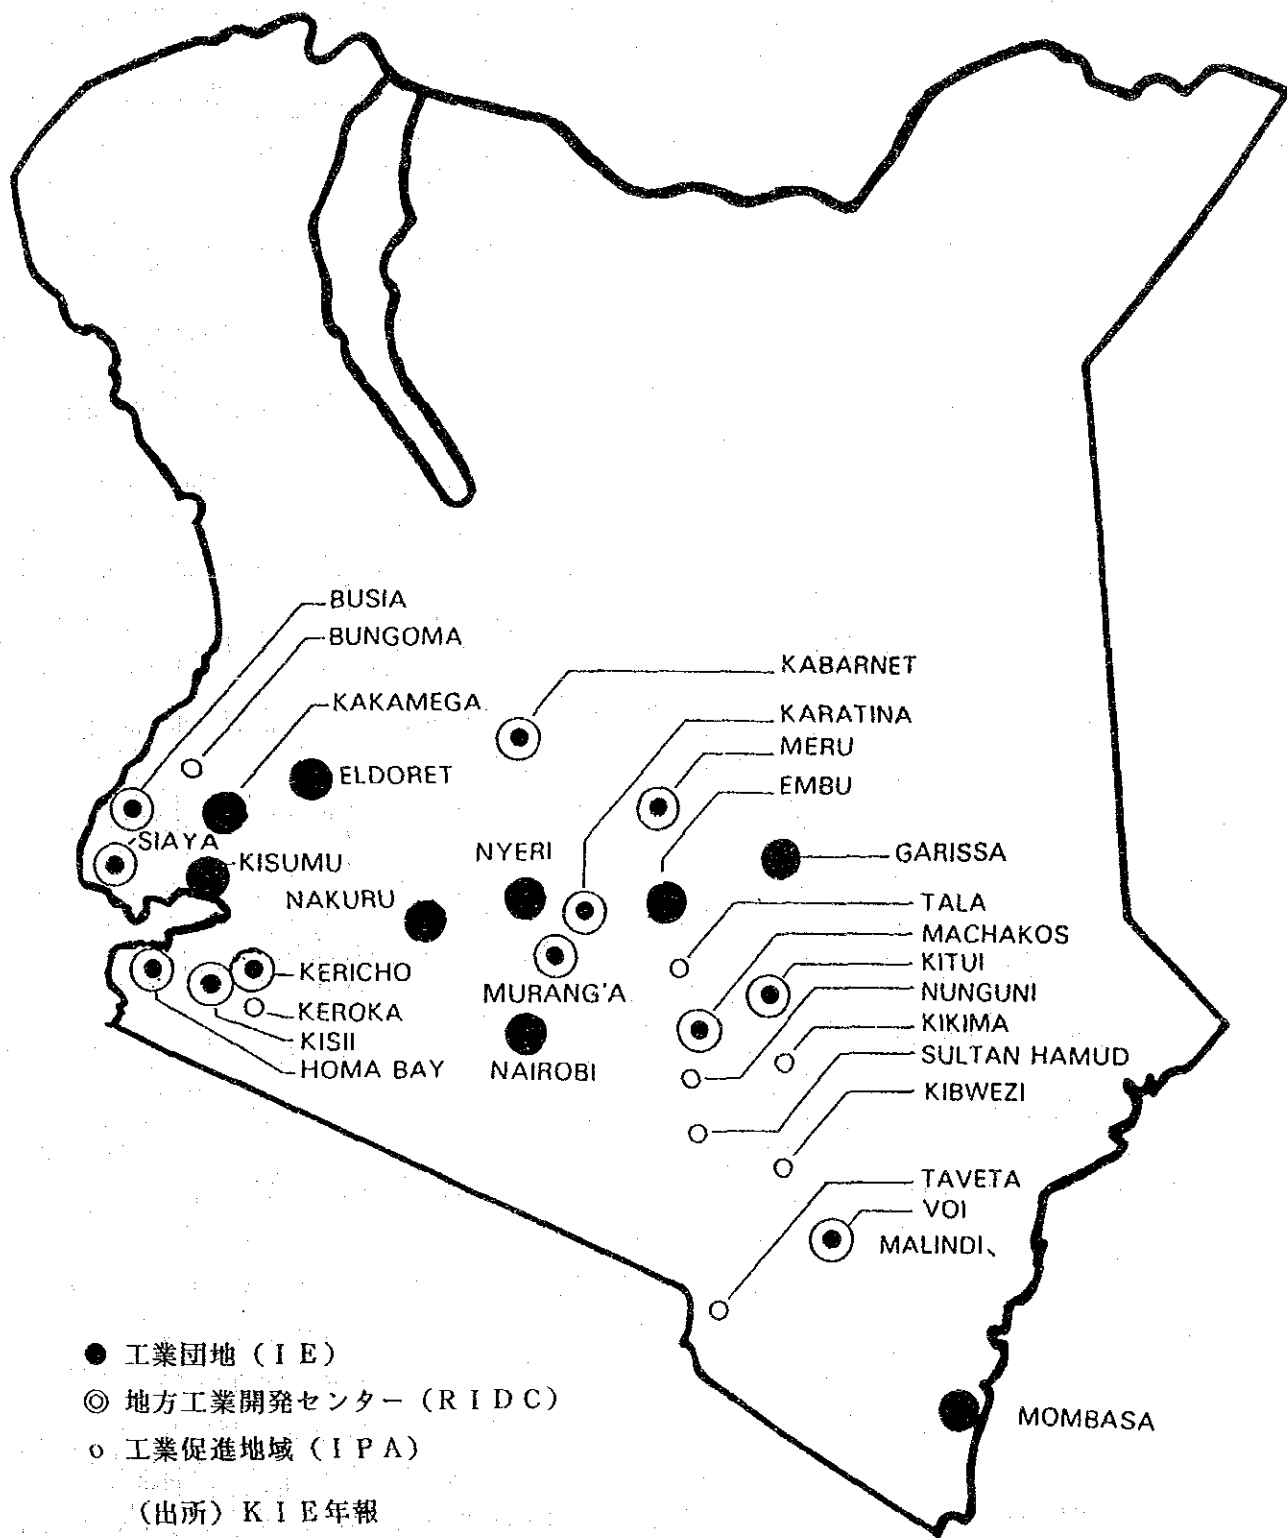 BUSIA
BUNGOMA
KABARNET
KAKAMEGA
KARATINA
MERU
ELDORET
EMBU
SIAYA
KISUMU
NYERI
GARISSA
NAKURU
TALA
MACHAKOS
KITUI
KERICHO
MURANG'A
NUNGUNI
KEROKA
KIKIMA
KISII
SULTAN HAMUD
HOMA BAY
NAIROBI
KIBWEZI
TAVETA
VOI
MALINDI、
● 工業団地（ＩＥ）
◎ 地方工業開発センター（ＲＩＤＣ）
○ 工業促進地域（ＩＰＡ）
MOMBASA
（出所）ＫＩＥ年報